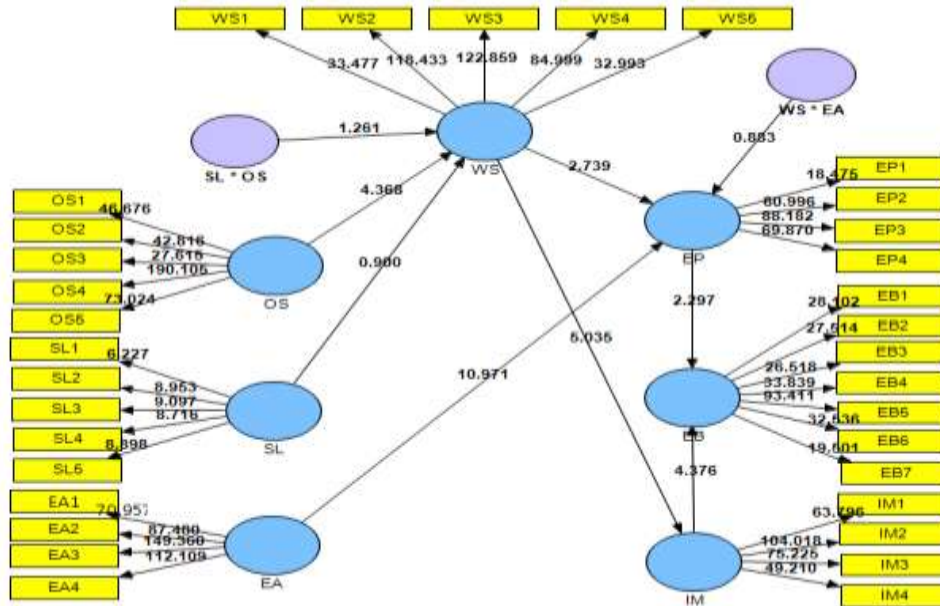 WS1 WS2 WS3 WS4 WS5
33.477 118.433 122.859 84.999 32.993
WS * EA
1.261
0.883
SL * OS
WS
2.739
EP1
18.475
EP2
60.996
88.182
EP3
69.870
EP4
EP
4.368
OS1
46.676
OS2
42.816
27.615
OS3
190.105
OS4
73.024
OS5
OS
0.900
2.297
EB1
28.102
EB2
27.514
EB3
26.518
33.839
EB4
93.411
EB5
32.536
EB6
19.501
EB7
EB
5.035
10.971
SL1
6.227
SL2
8.953
9.097
SL3
8.716
SL4
8.898
SL5
SL
4.376
EA1
70.957
EA2
87.480
149.360
EA3
112.109
EA4
EA
IM1
63.796
IM2
104.018
75.225
IM3
49.210
IM4
IM